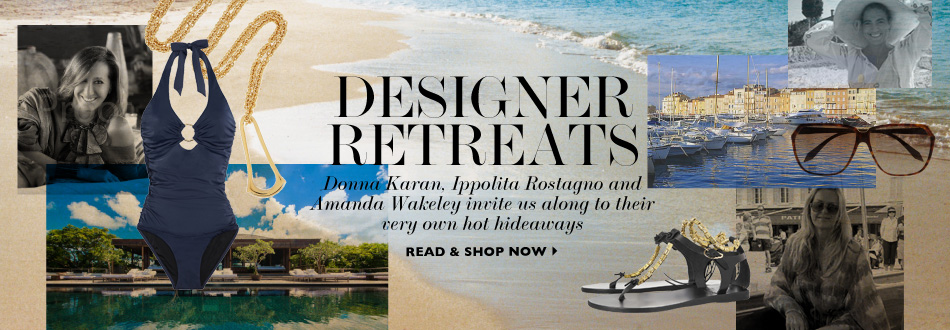 DESIGNER
RETREATS
Donna Karan, Ippolita Rostagno and
Amanda Wakeley invite us along to their
very own hot hideaways
READ & SHOP NOW